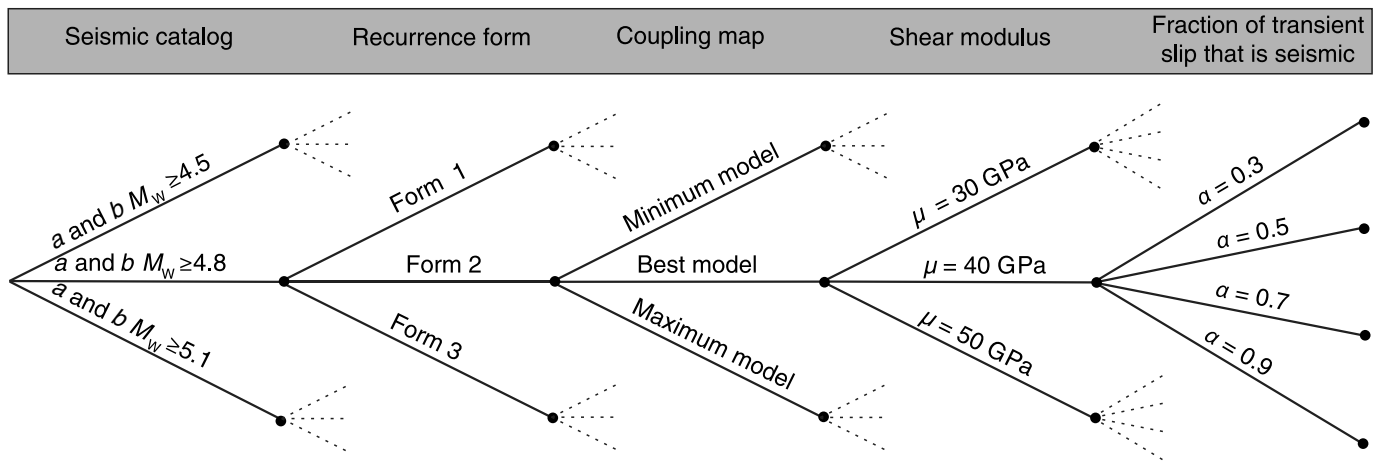 Seismic catalog
Recurrence form
Coupling map
Shear modulus
Fraction of transient
slip that is seismic
a and b Mw ≥4.5
a and b Mw ≥4.8
a and b Mw ≥5.1
Form 1
Form 2
Form 3
Minimum model
Best model
Maximum model
μ = 30 GPa
μ = 40 GPa
μ = 50 GPa
α = 0.3
α = 0.5
α = 0.7
α = 0.9